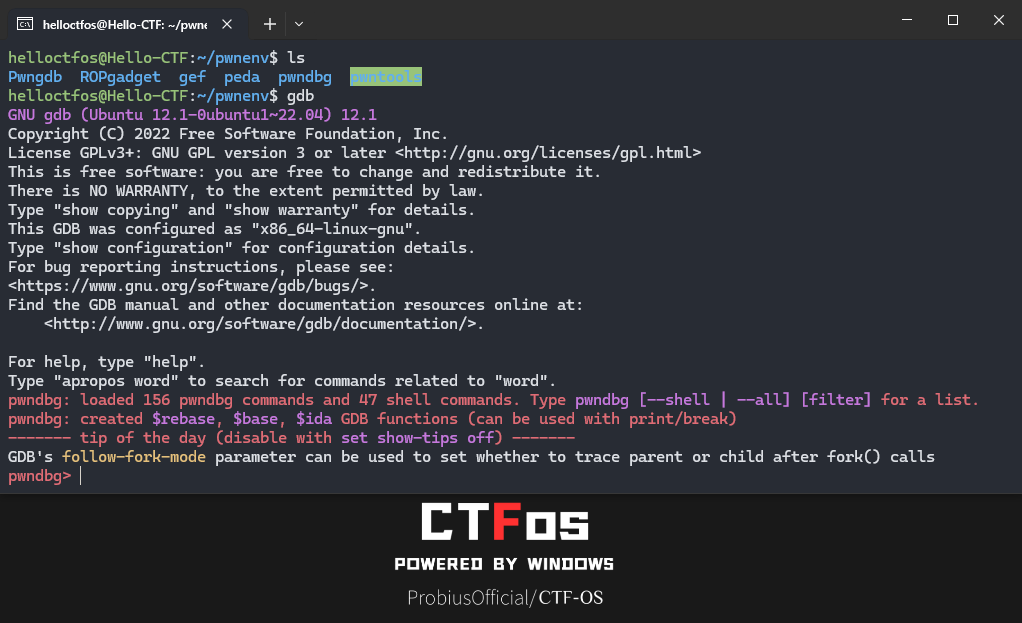 helloctfos@Hello-CTF: ~/pwne
helloctfos@Hello-CTF:~/pwnenv$ ls
Pwngdb  ROPgadget  gef  peda  pwndbg  pwntools
helloctfos@Hello-CTF:~/pwnenv$ gdb
GNU gdb (Ubuntu 12.1-0ubuntu1~22.04) 12.1
Copyright (C) 2022 Free Software Foundation, Inc.
License GPLv3+: GNU GPL version 3 or later <http://gnu.org/licenses/gpl.html>
This is free software: you are free to change and redistribute it.
There is NO WARRANTY, to the extent permitted by law.
Type "show copying" and "show warranty" for details.
This GDB was configured as "x86_64-linux-gnu".
Type "show configuration" for configuration details.
For bug reporting instructions, please see:
<https://www.gnu.org/software/gdb/bugs/>.
Find the GDB manual and other documentation resources online at:
    <http://www.gnu.org/software/gdb/documentation/>.
For help, type "help".
Type "apropos word" to search for commands related to "word".
pwndbg: loaded 156 pwndbg commands and 47 shell commands. Type pwndbg [--shell | --all] [filter] for a list.
pwndbg: created $rebase, $base, $ida GDB functions (can be used with print/break)
------- tip of the day (disable with set show-tips off) -------
GDB's follow-fork-mode parameter can be used to set whether to trace parent or child after fork() calls
pwndbg>
CTFos
POWERED BY WINDOWS
ProbiusOfficial/CTF-OS